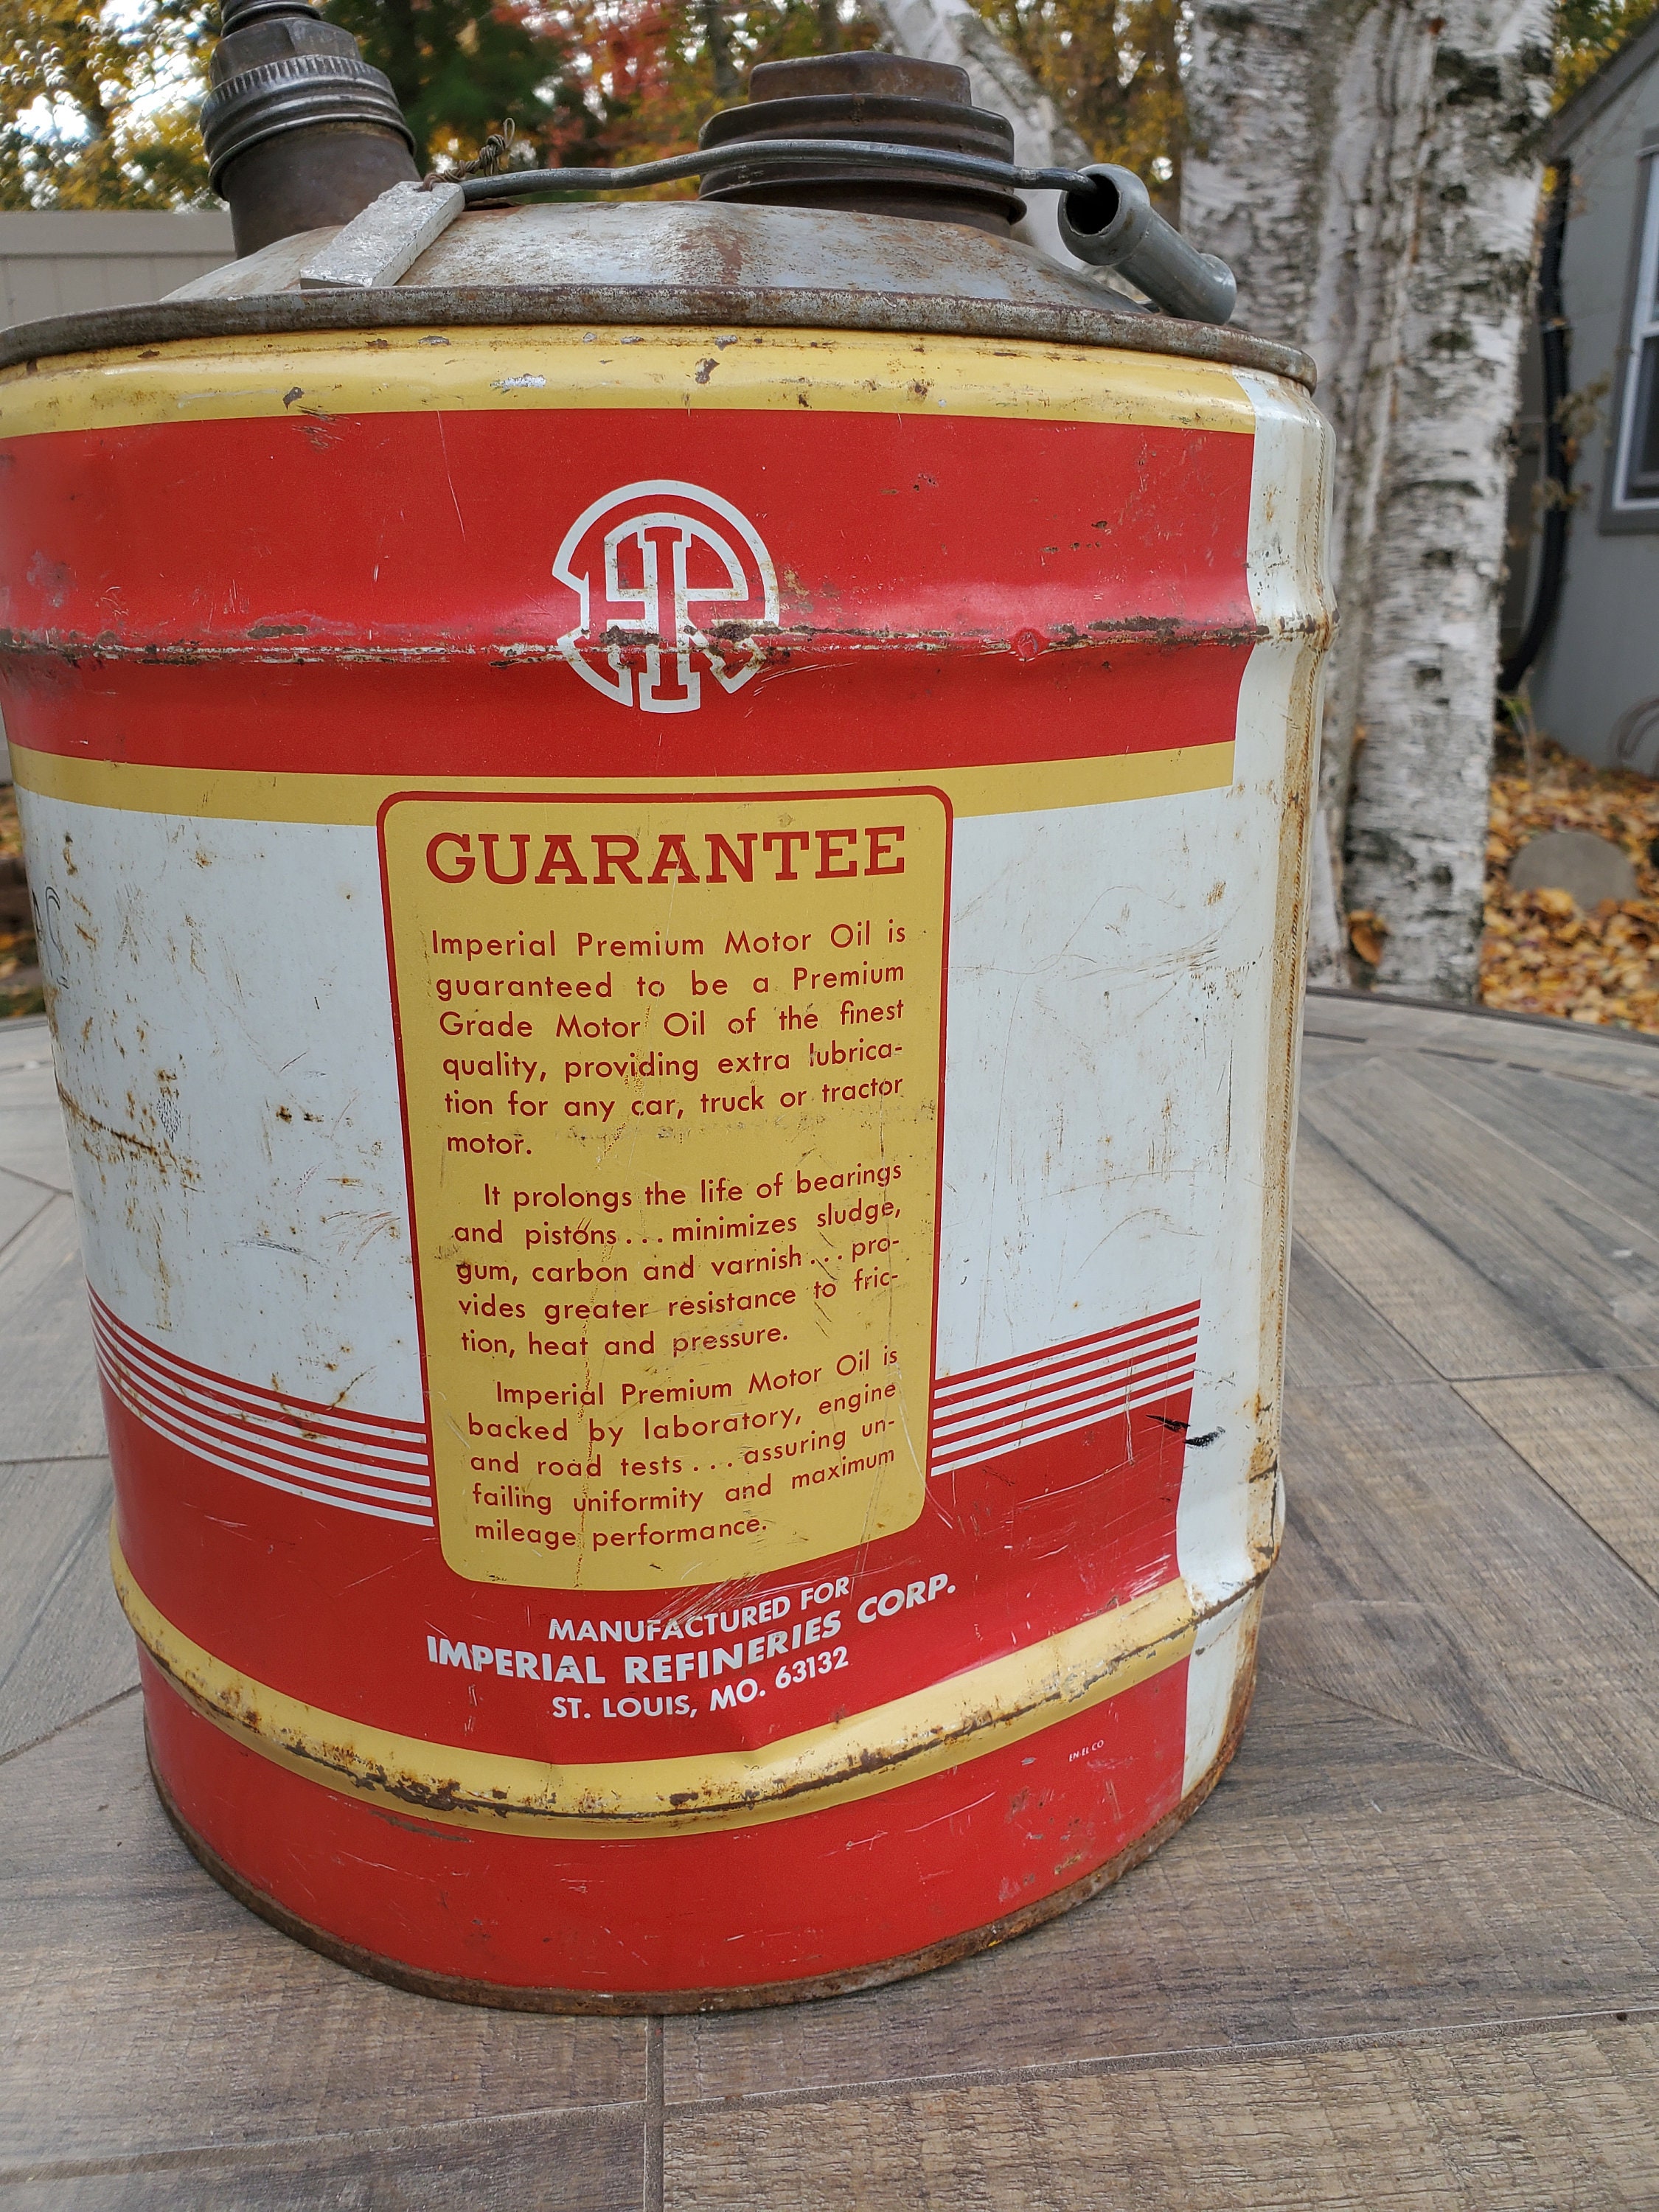 GUARANTEE
Imperial Premium Motor Oil is
guaranteed to be a Premium
Grade Motor Oil of the finest
quality, providing extra lubrica-
tion for any car, truck or tractor
motor.
It prolongs the life of bearings
and pistons... minimizes sludge,
gum, carbon and varnish... pro-
vides greater resistance to fric-
tion, heat and pressure.
Imperial Premium Motor Oil is
backed by laboratory, engine
and road tests... assuring un-
failing uniformity and maximum
mileage performance.
MANUFACTURED FOR
IMPERIAL REFINERIES CORP.
ST. LOUIS, MO. 63132